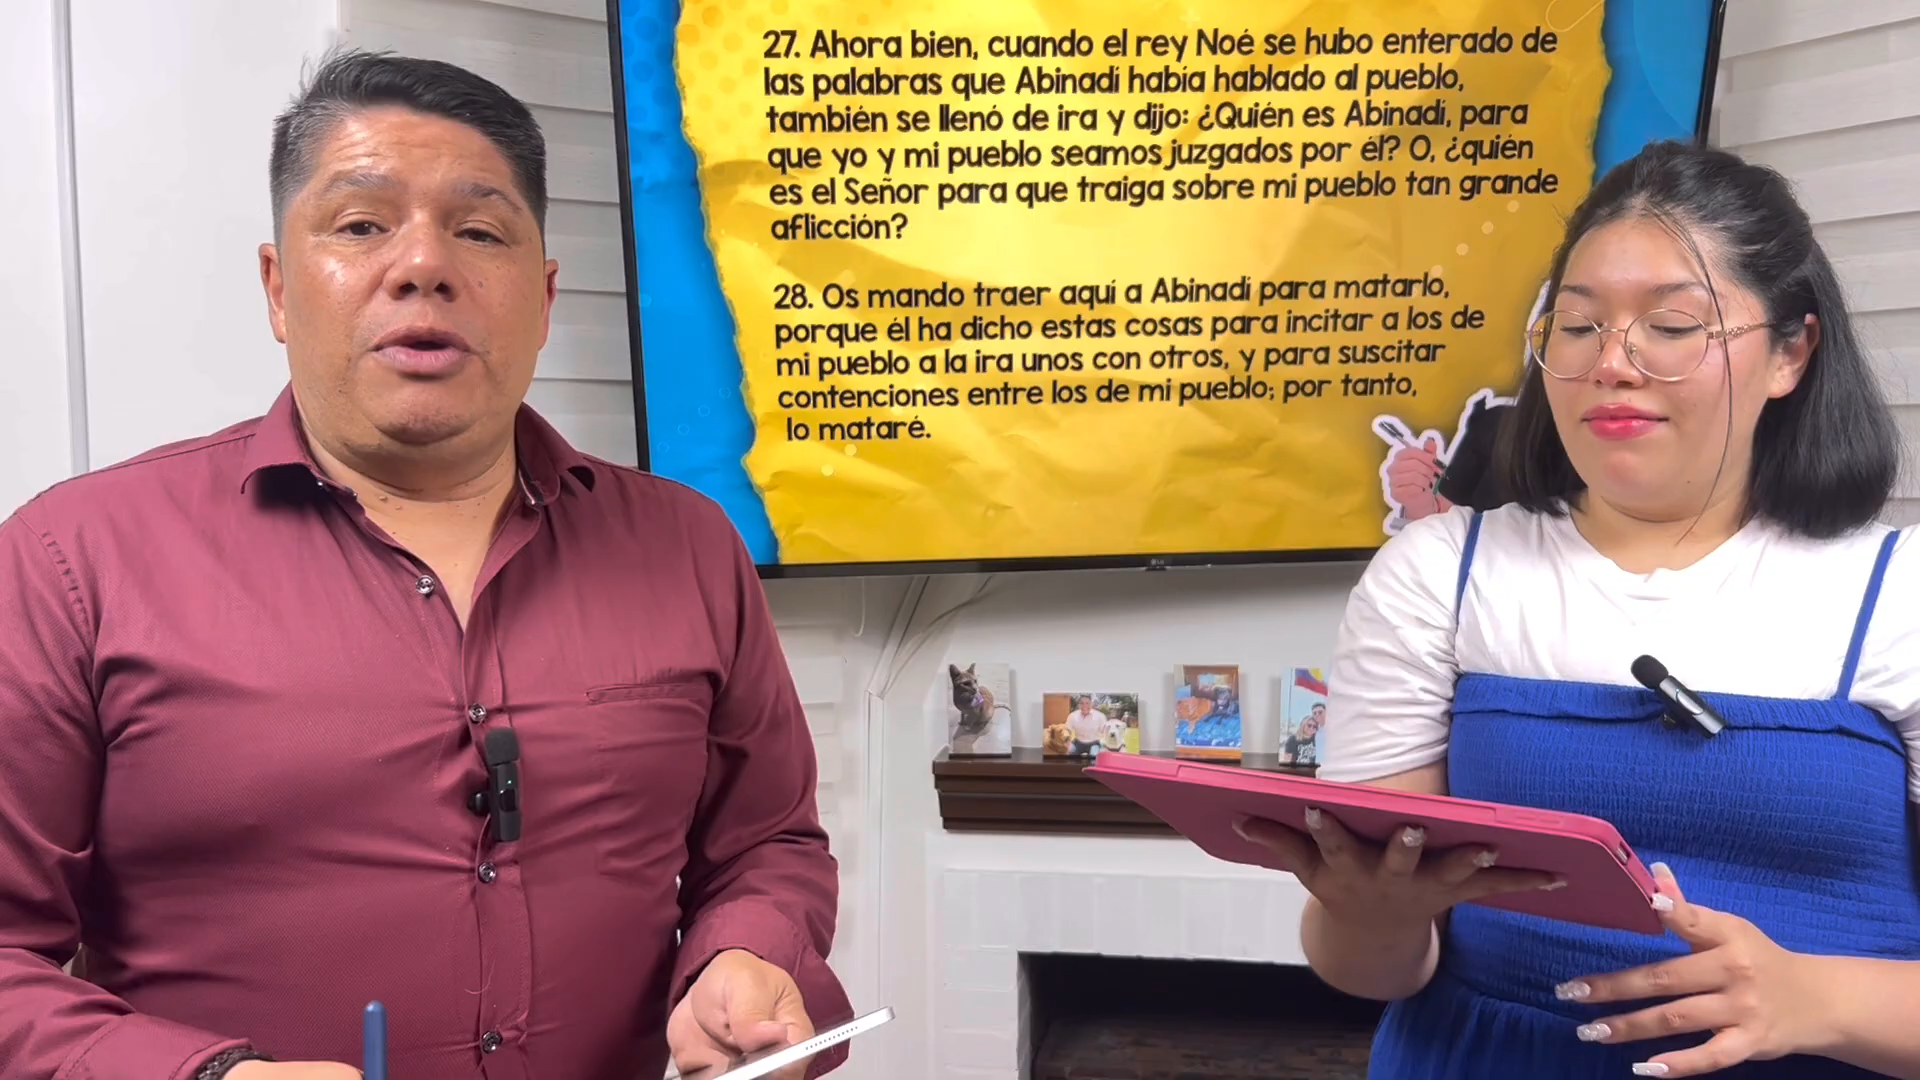 27. Ahora bien, cuando el rey Noé se hubo enterado de
las palabras que Abinadí había hablado al pueblo,
también se llenó de ira y dijo: ¿Quién es Abinadí, para
que yo y mi pueblo seamos juzgados por él? O, ¿quién
es el Señor para que traiga sobre mi pueblo tan grande
aflicción?
28. Os mando traer aquí a Abinadí para matarlo,
porque él ha dicho estas cosas para incitar a los de
mi pueblo a la ira unos con otros, y para suscitar
contenciones entre los de mi pueblo; por tanto,
lo mataré.
LG